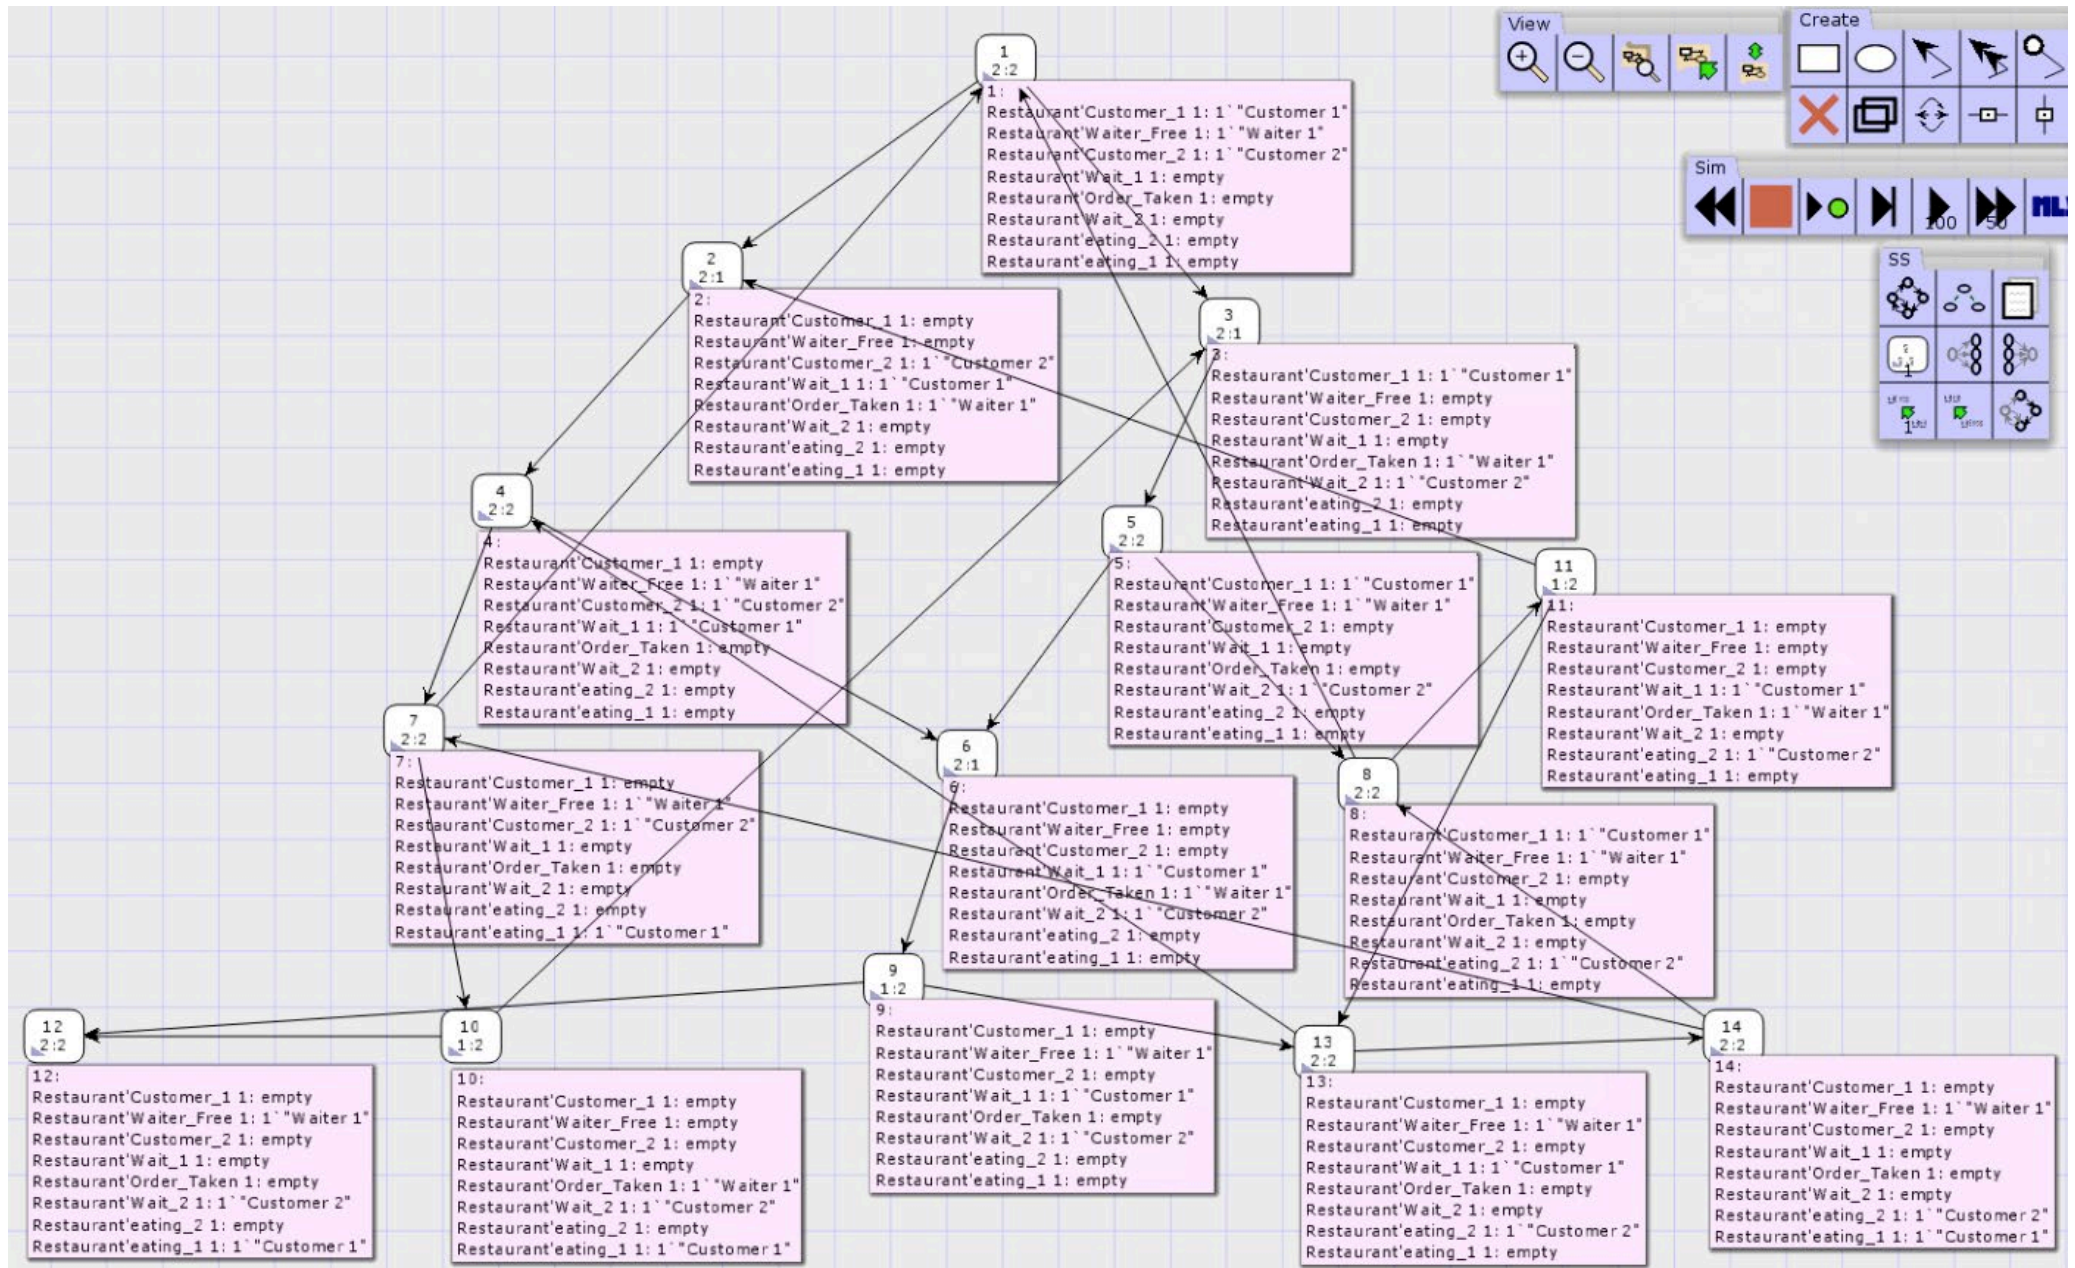 View
Create
Sim
100
50
ML
SS
1
1
1
2:2
1:
Restaurant'Customer_1 1: 1`"Customer 1"
Restaurant'Waiter_Free 1: 1`"Waiter 1"
Restaurant'Customer_2 1: 1`"Customer 2"
Restaurant'Wait_1 1: empty
Restaurant'Order_Taken 1: empty
Restaurant'Wait_2 1: empty
Restaurant'eating_2 1: empty
Restaurant'eating_1 1: empty
2
2:1
2:
Restaurant'Customer_1 1: empty
Restaurant'Waiter_Free 1: empty
Restaurant'Customer_2 1: 1`"Customer 2"
Restaurant'Wait_1 1: 1`"Customer 1"
Restaurant'Order_Taken 1: 1`"Waiter 1"
Restaurant'Wait_2 1: empty
Restaurant'eating_2 1: empty
Restaurant'eating_1 1: empty
3
2:1
3:
Restaurant'Customer_1 1: 1`"Customer 1"
Restaurant'Waiter_Free 1: empty
Restaurant'Customer_2 1: empty
Restaurant'Wait_1 1: empty
Restaurant'Order_Taken 1: 1`"Waiter 1"
Restaurant'Wait_2 1: 1`"Customer 2"
Restaurant'eating_2 1: empty
Restaurant'eating_1 1: empty
4
2:2
4:
Restaurant'Customer_1 1: empty
Restaurant'Waiter_Free 1: 1`"Waiter 1"
Restaurant'Customer_2 1: 1`"Customer 2"
Restaurant'Wait_1 1: 1`"Customer 1"
Restaurant'Order_Taken 1: empty
Restaurant'Wait_2 1: empty
Restaurant'eating_2 1: empty
Restaurant'eating_1 1: empty
5
2:2
5:
Restaurant'Customer_1 1: 1`"Customer 1"
Restaurant'Waiter_Free 1: 1`"Waiter 1"
Restaurant'Customer_2 1: empty
Restaurant'Wait_1 1: empty
Restaurant'Order_Taken 1: empty
Restaurant'Wait_2 1: 1`"Customer 2"
Restaurant'eating_2 1: empty
Restaurant'eating_1 1: empty
11
1:2
11:
Restaurant'Customer_1 1: empty
Restaurant'Waiter_Free 1: empty
Restaurant'Customer_2 1: empty
Restaurant'Wait_1 1: 1`"Customer 1"
Restaurant'Order_Taken 1: 1`"Waiter 1"
Restaurant'Wait_2 1: empty
Restaurant'eating_2 1: 1`"Customer 2"
Restaurant'eating_1 1: empty
7
2:2
7:
Restaurant'Customer_1 1: empty
Restaurant'Waiter_Free 1: 1`"Waiter 1"
Restaurant'Customer_2 1: 1`"Customer 2"
Restaurant'Wait_1 1: empty
Restaurant'Order_Taken 1: empty
Restaurant'Wait_2 1: empty
Restaurant'eating_2 1: empty
Restaurant'eating_1 1: 1`"Customer 1"
6
2:1
6:
Restaurant'Customer_1 1: empty
Restaurant'Waiter_Free 1: empty
Restaurant'Customer_2 1: empty
Restaurant'Wait_1 1: 1`"Customer 1"
Restaurant'Order_Taken 1: 1`"Waiter 1"
Restaurant'Wait_2 1: 1`"Customer 2"
Restaurant'eating_2 1: empty
Restaurant'eating_1 1: empty
8
2:2
8:
Restaurant'Customer_1 1: 1`"Customer 1"
Restaurant'Waiter_Free 1: 1`"Waiter 1"
Restaurant'Customer_2 1: empty
Restaurant'Wait_1 1: empty
Restaurant'Order_Taken 1: empty
Restaurant'Wait_2 1: empty
Restaurant'eating_2 1: 1`"Customer 2"
Restaurant'eating_1 1: empty
12
2:2
12:
Restaurant'Customer_1 1: empty
Restaurant'Waiter_Free 1: 1`"Waiter 1"
Restaurant'Customer_2 1: empty
Restaurant'Wait_1 1: empty
Restaurant'Order_Taken 1: empty
Restaurant'Wait_2 1: 1`"Customer 2"
Restaurant'eating_2 1: empty
Restaurant'eating_1 1: 1`"Customer 1"
10
1:2
10:
Restaurant'Customer_1 1: empty
Restaurant'Waiter_Free 1: empty
Restaurant'Customer_2 1: empty
Restaurant'Wait_1 1: empty
Restaurant'Order_Taken 1: 1`"Waiter 1"
Restaurant'Wait_2 1: 1`"Customer 2"
Restaurant'eating_2 1: empty
Restaurant'eating_1 1: 1`"Customer 1"
9
1:2
9:
Restaurant'Customer_1 1: empty
Restaurant'Waiter_Free 1: 1`"Waiter 1"
Restaurant'Customer_2 1: empty
Restaurant'Wait_1 1: 1`"Customer 1"
Restaurant'Order_Taken 1: empty
Restaurant'Wait_2 1: 1`"Customer 2"
Restaurant'eating_2 1: empty
Restaurant'eating_1 1: empty
13
2:2
13:
Restaurant'Customer_1 1: empty
Restaurant'Waiter_Free 1: 1`"Waiter 1"
Restaurant'Customer_2 1: empty
Restaurant'Wait_1 1: 1`"Customer 1"
Restaurant'Order_Taken 1: empty
Restaurant'Wait_2 1: empty
Restaurant'eating_2 1: 1`"Customer 2"
Restaurant'eating_1 1: empty
14
2:2
14:
Restaurant'Customer_1 1: empty
Restaurant'Waiter_Free 1: 1`"Waiter 1"
Restaurant'Customer_2 1: empty
Restaurant'Wait_1 1: empty
Restaurant'Order_Taken 1: empty
Restaurant'Wait_2 1: empty
Restaurant'eating_2 1: 1`"Customer 2"
Restaurant'eating_1 1: 1`"Customer 1"